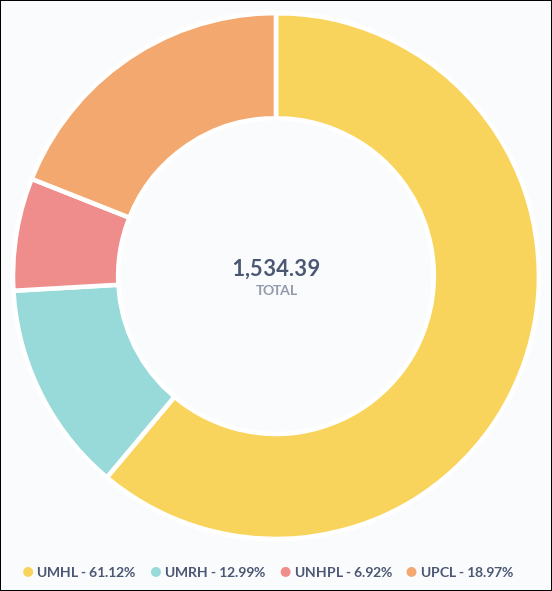 1,534.39
TOTAL
UMHL - 61.12% UMRH - 12.99% UNHPL - 6.92% UPCL - 18.97%